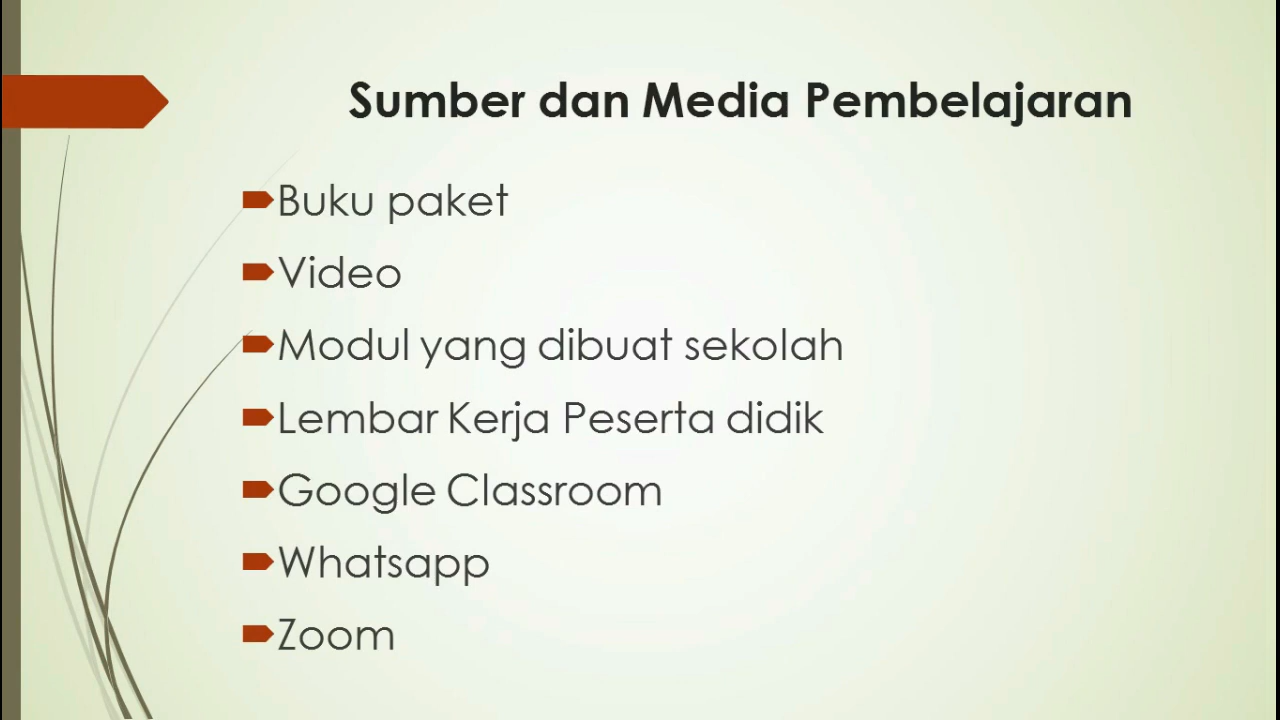 Sumber dan Media Pembelajaran
Buku paket
Video
Modul yang dibuat sekolah
Lembar Kerja Peserta didik
Google Classroom
Whatsapp
Zoom